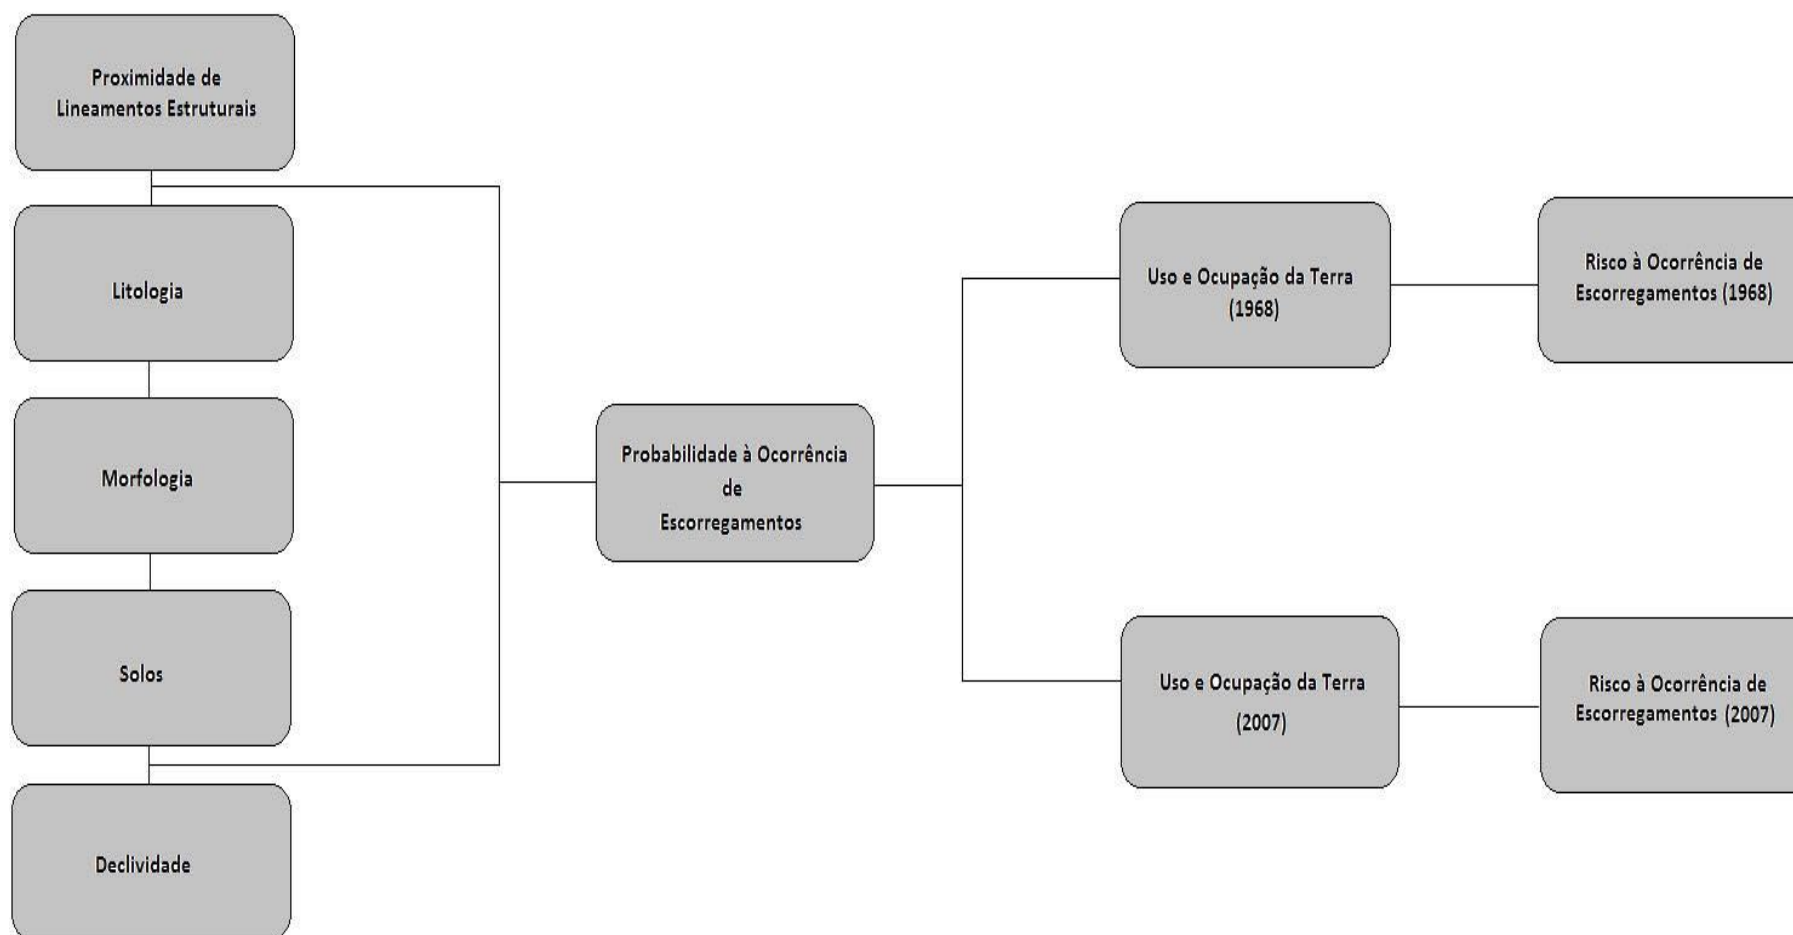 Proximidade de
Lineamentos Estruturais
Litologia
Morfologia
Solos
Declividade
Probabilidade à Ocorrência
de
Escorregamentos
Uso e Ocupação da Terra
(1968)
Risco à Ocorrência de
Escorregamentos (1968)
Uso e Ocupação da Terra
(2007)
Risco à Ocorrência de
Escorregamentos (2007)